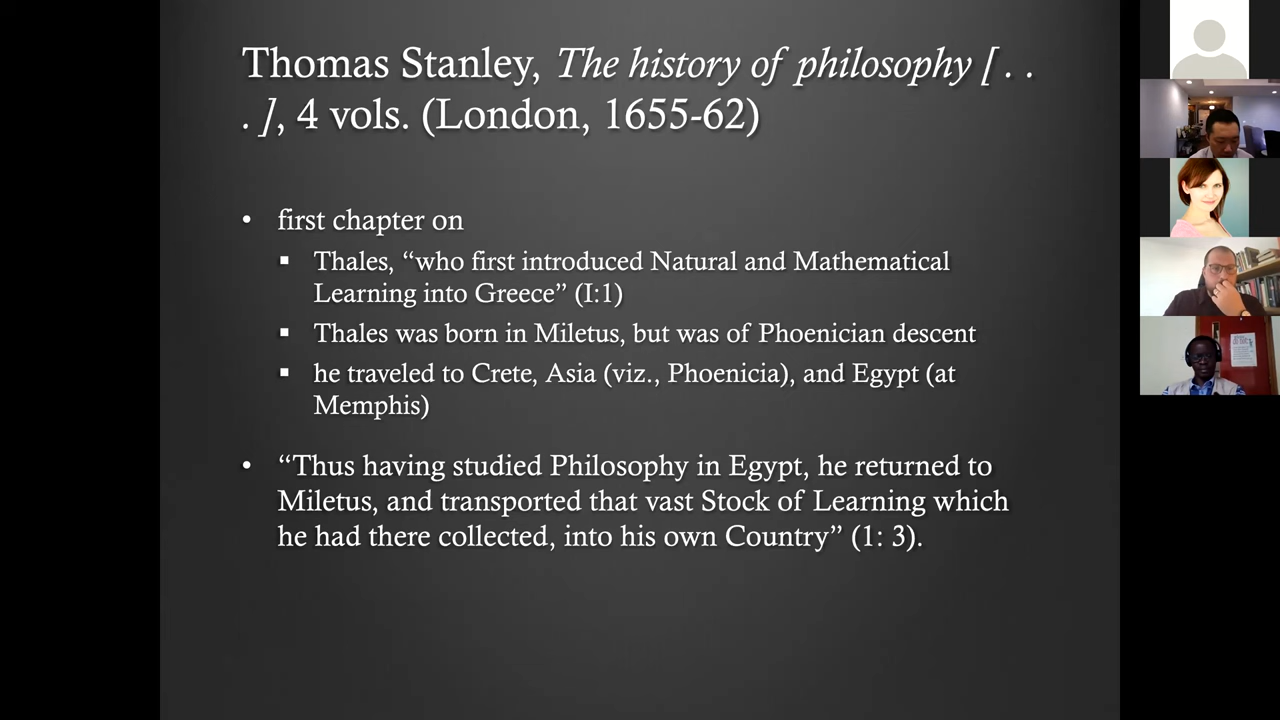 Thomas Stanley, The history of philosophy [ . .
. ], 4 vols. (London, 1655-62)
• first chapter on
▪ Thales, “who first introduced Natural and Mathematical
Learning into Greece” (I:1)
▪ Thales was born in Miletus, but was of Phoenician descent
▪ he traveled to Crete, Asia (viz., Phoenicia), and Egypt (at
Memphis)
• “Thus having studied Philosophy in Egypt, he returned to
Miletus, and transported that vast Stock of Learning which
he had there collected, into his own Country” (1: 3).